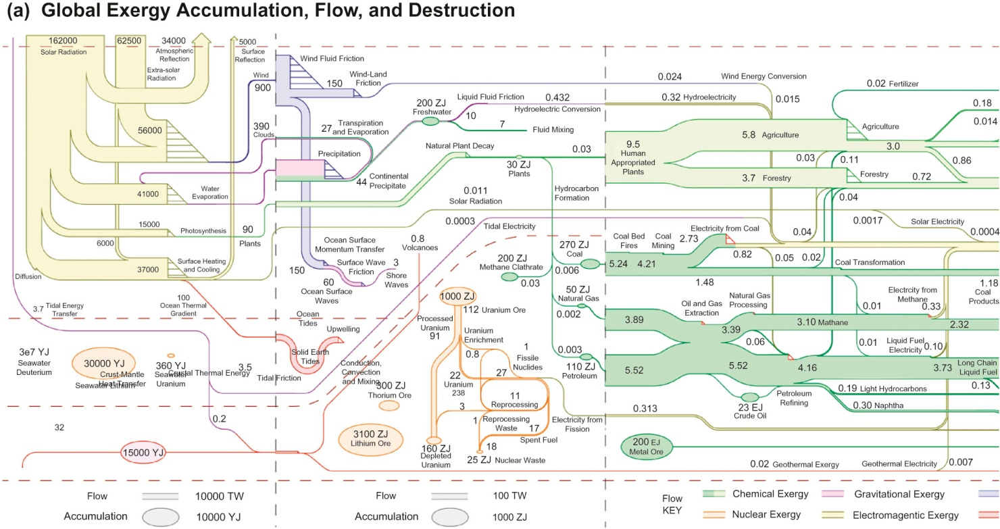 (a) Global Exergy Accumulation, Flow, and Destruction
162000
Solar Radiation
62500
34000
Atmospheric
Reflection
5000
Surface
Reflection
Extra-solar
Radiation
Wind
900
56000
390
Clouds
41000
Water
Evaporation
15000
Photosynthesis
90
Plants
6000
37000
Surface Heating
and Cooling
Diffusion
3.7 Tidal Energy
Transfer
100
Ocean Thermal
Gradient
3e7 YJ
Seawater
Deuterium
30000 YJ
Seawater Lithium
Crust-Mantle
Heat Transfer
360 YJ
Seawater
Uranium
Crustal Thermal Energy
3.5
Tidal Friction
32
0.2
15000 YJ
Wind Fluid Friction
150
Wind-Land
Friction
27
Transpiration
and Evaporation
Precipitation
44
Continental
Precipitate
200 ZJ
Freshwater
Liquid Fluid Friction
0.432
Hydroelectric Conversion
10
7
Fluid Mixing
Natural Plant Decay
0.03
30 ZJ
Plants
Hydrocarbon
Formation
0.011
Solar Radiation
0.0003
Tidal Electricity
Ocean Surface
Momentum Transfer
0.8
Volcanoes
150
Surface Wave
Friction
3
Shore
Waves
60
Ocean Surface
Waves
Ocean
Tides
Upwelling
Solid Earth
Tides
Conduction,
Convection
and Mixing
270 ZJ
Coal
0.006
200 ZJ
Methane Clathrate
0.03
50 ZJ
Natural Gas
0.002
0.003
110 ZJ
Petroleum
1000 ZJ
112 Uranium Ore
Processed
Uranium
91
Uranium
Enrichment
0.8
1
Fissile
Nuclides
22
Uranium
238
27
11
Reprocessing
3
1
Reprocessing
Waste
17
Spent Fuel
18
25 ZJ Nuclear Waste
160 ZJ
Depleted
Uranium
300 ZJ
Thorium Ore
3100 ZJ
Lithium Ore
Electricity from
Fission
0.024
Wind Energy Conversion
0.32 Hydroelectricity
0.015
0.02 Fertilizer
0.18
0.014
9.5
Human
Appropriated
Plants
5.8 Agriculture
Agriculture
3.0
0.03
0.11
0.86
3.7 Forestry
Forestry
0.72
0.04
0.0017
Solar Electricity
0.0004
Coal Bed
Fires
Coal
Mining
2.73
Electricity from Coal
0.04
5.24
4.21
0.82
0.05
0.02
Coal Transformation
1.48
1.18
Coal
Products
Oil and Gas
Extraction
Natural Gas
Processing
Electrcity from
Methane
0.33
0.01
3.89
3.39
3.10 Mathane
2.32
0.06
0.01
Liquid Fuel
Electricity
0.10
5.52
5.52
4.16
3.73
Long Chain
Liquid Fuel
0.13
Petroleum
Refining
0.19 Light Hydrocarbons
0.30 Naphtha
23 EJ
Crude Oil
0.313
200 EJ
Metal Ore
0.02 Geothermal Exergy
Geothermal Electricity
0.007
Flow
10000 TW
Accumulation
10000 YJ
Flow
100 TW
Accumulation
1000 ZJ
Flow
KEY
Chemical Exergy
Gravitational Exergy
Nuclear Exergy
Electromagentic Exergy